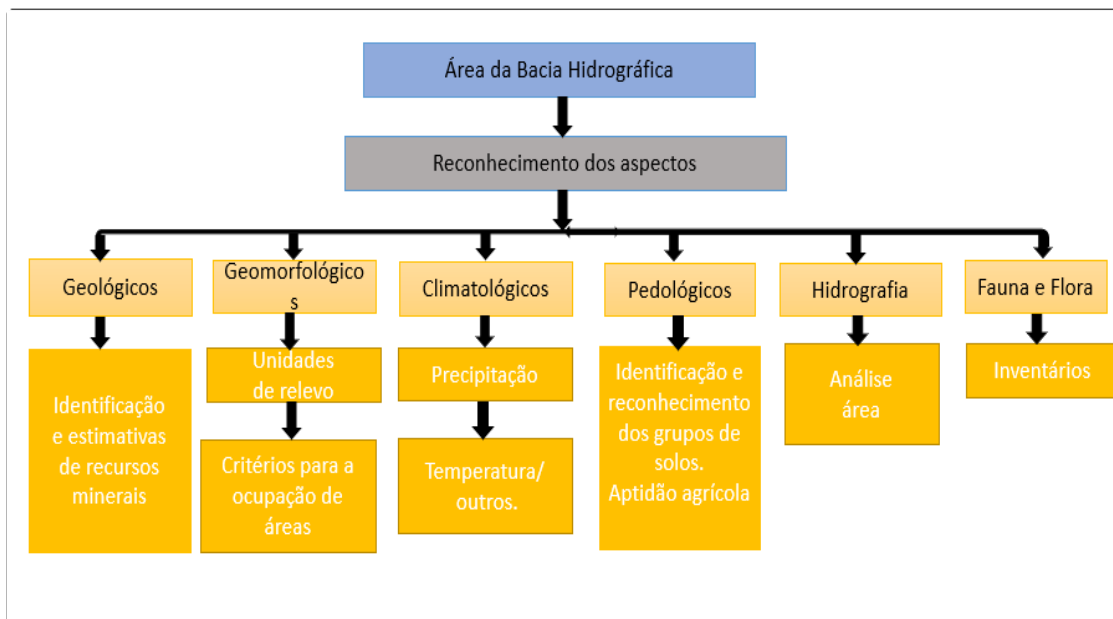 Área da Bacia Hidrográfica
Reconhecimento dos aspectos
Geológicos
Geomorfológico
s
Climatológicos
Pedológicos
Hidrografia
Fauna e Flora
Identificação
e estimativas
de recursos
minerais
Unidades
de relevo
Critérios para a
ocupação de
áreas
Precipitação
Temperatura/
outros.
Identificação e
reconhecimento
dos grupos de
solos.
Aptidão agrícola
Análise
área
Inventários